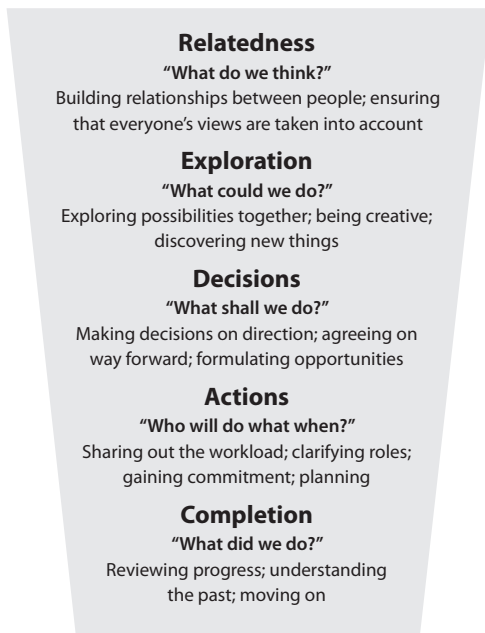 Relatedness
“What do we think?”
Building relationships between people; ensuring
that everyone’s views are taken into account
Exploration
“What could we do?”
Exploring possibilities together; being creative;
discovering new things
Decisions
“What shall we do?”
Making decisions on direction; agreeing on
way forward; formulating opportunities
Actions
“Who will do what when?”
Sharing out the workload; clarifying roles;
gaining commitment; planning
Completion
“What did we do?”
Reviewing progress; understanding
the past; moving on